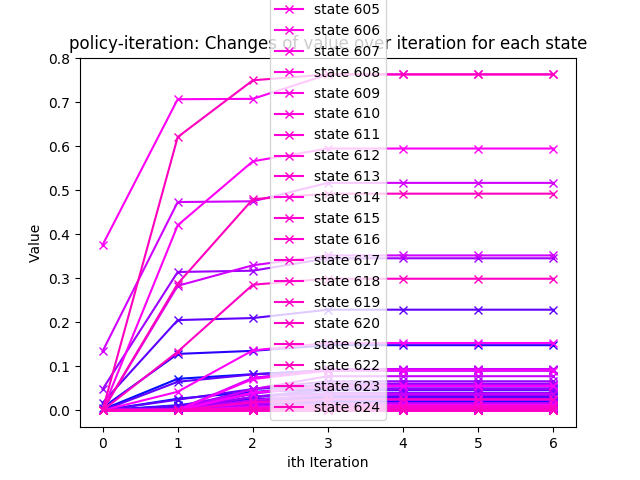 state 605
state 606
policy-iteration: Changes of value over iteration for each state
state 607
state 608
state 609
state 610
state 611
state 612
state 613
state 614
state 615
state 616
state 617
state 618
state 619
state 620
state 621
state 622
state 623
state 624
Value
0.8
0.7
0.6
0.5
0.4
0.3
0.2
0.1
0.0
0 1 2 3 4 5 6
ith Iteration